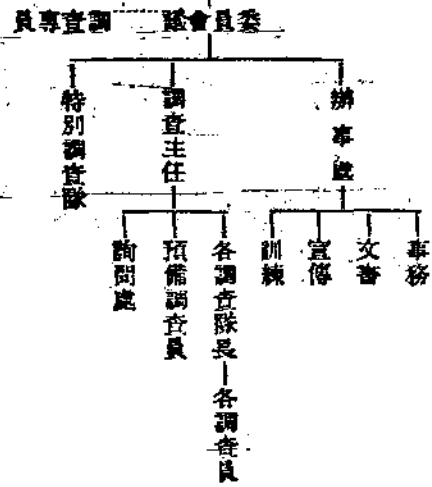 委員會議
調查專員
辦事處
調查主任
特別調查隊
事務
文書
宣傳
訓練
各調查隊長
各調查員
預備調查員
詢問處